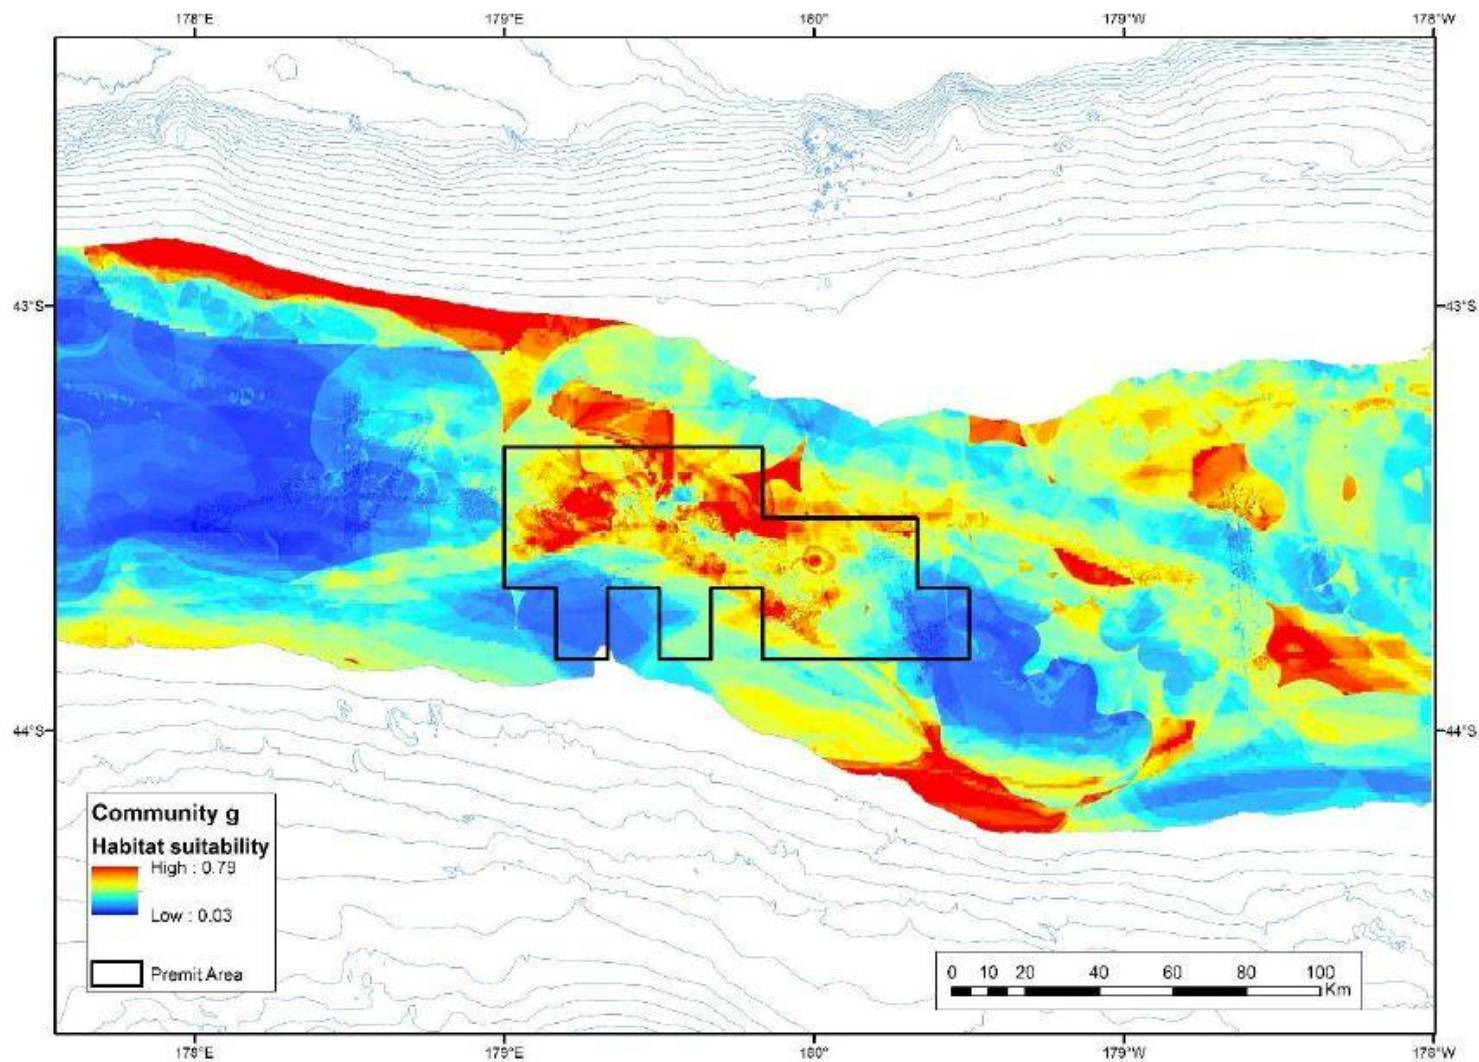 178°E 179°E 180° 179°W 178°W
43°S 43°S
44°S 44°S
Community g
Habitat suitability
High : 0.79
Low : 0.03
Premit Area
0 10 20 40 60 80 100
Km
178°E 179°E 180° 179°W 178°W